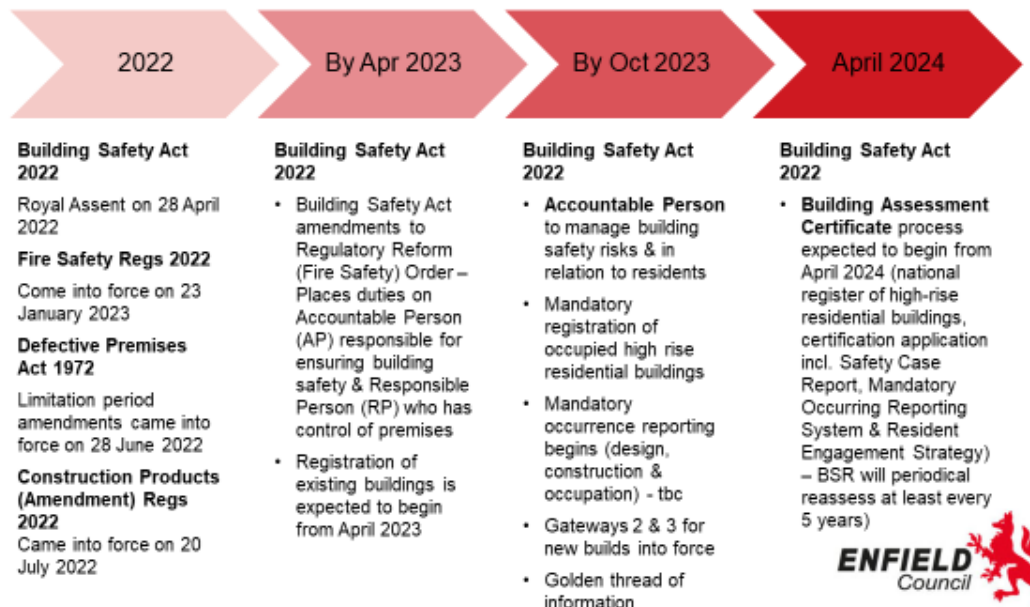 2022
By Apr 2023
By Oct 2023
April 2024
Building Safety Act
2022
Royal Assent on 28 April
2022
Fire Safety Regs 2022
Come into force on 23
January 2023
Defective Premises
Act 1972
Limitation period
amendments came into
force on 28 June 2022
Construction Products
(Amendment) Regs
2022
Came into force on 20
July 2022
Building Safety Act
2022
• Building Safety Act
amendments to
Regulatory Reform
(Fire Safety) Order –
Places duties on
Accountable Person
(AP) responsible for
ensuring building
safety & Responsible
Person (RP) who has
control of premises
• Registration of
existing buildings is
expected to begin
from April 2023
Building Safety Act
2022
• Accountable Person
to manage building
safety risks & in
relation to residents
• Mandatory
registration of
occupied high rise
residential buildings
• Mandatory
occurrence reporting
begins (design,
construction &
occupation) - tbc
• Gateways 2 & 3 for
new builds into force
• Golden thread of
information
Building Safety Act
2022
• Building Assessment
Certificate process
expected to begin from
April 2024 (national
register of high-rise
residential buildings,
certification application
incl. Safety Case
Report, Mandatory
Occurring Reporting
System & Resident
Engagement Strategy)
– BSR will periodical
reassess at least every
5 years)
ENFIELD
Council